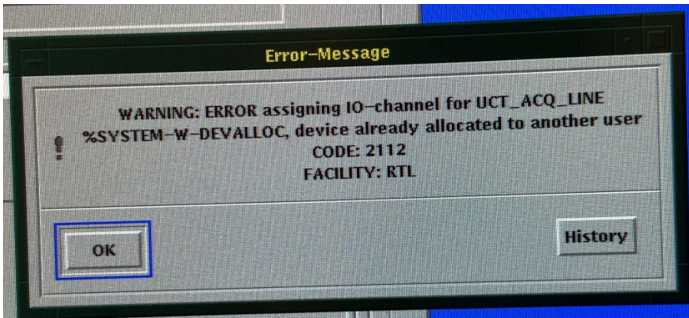 Error-Message
WARNING: ERROR assigning IO-channel for UCT_ACQ_LINE
%SYSTEM-W-DEVALLOC, device already allocated to another user
CODE: 2112
FACILITY: RTL
OK
History